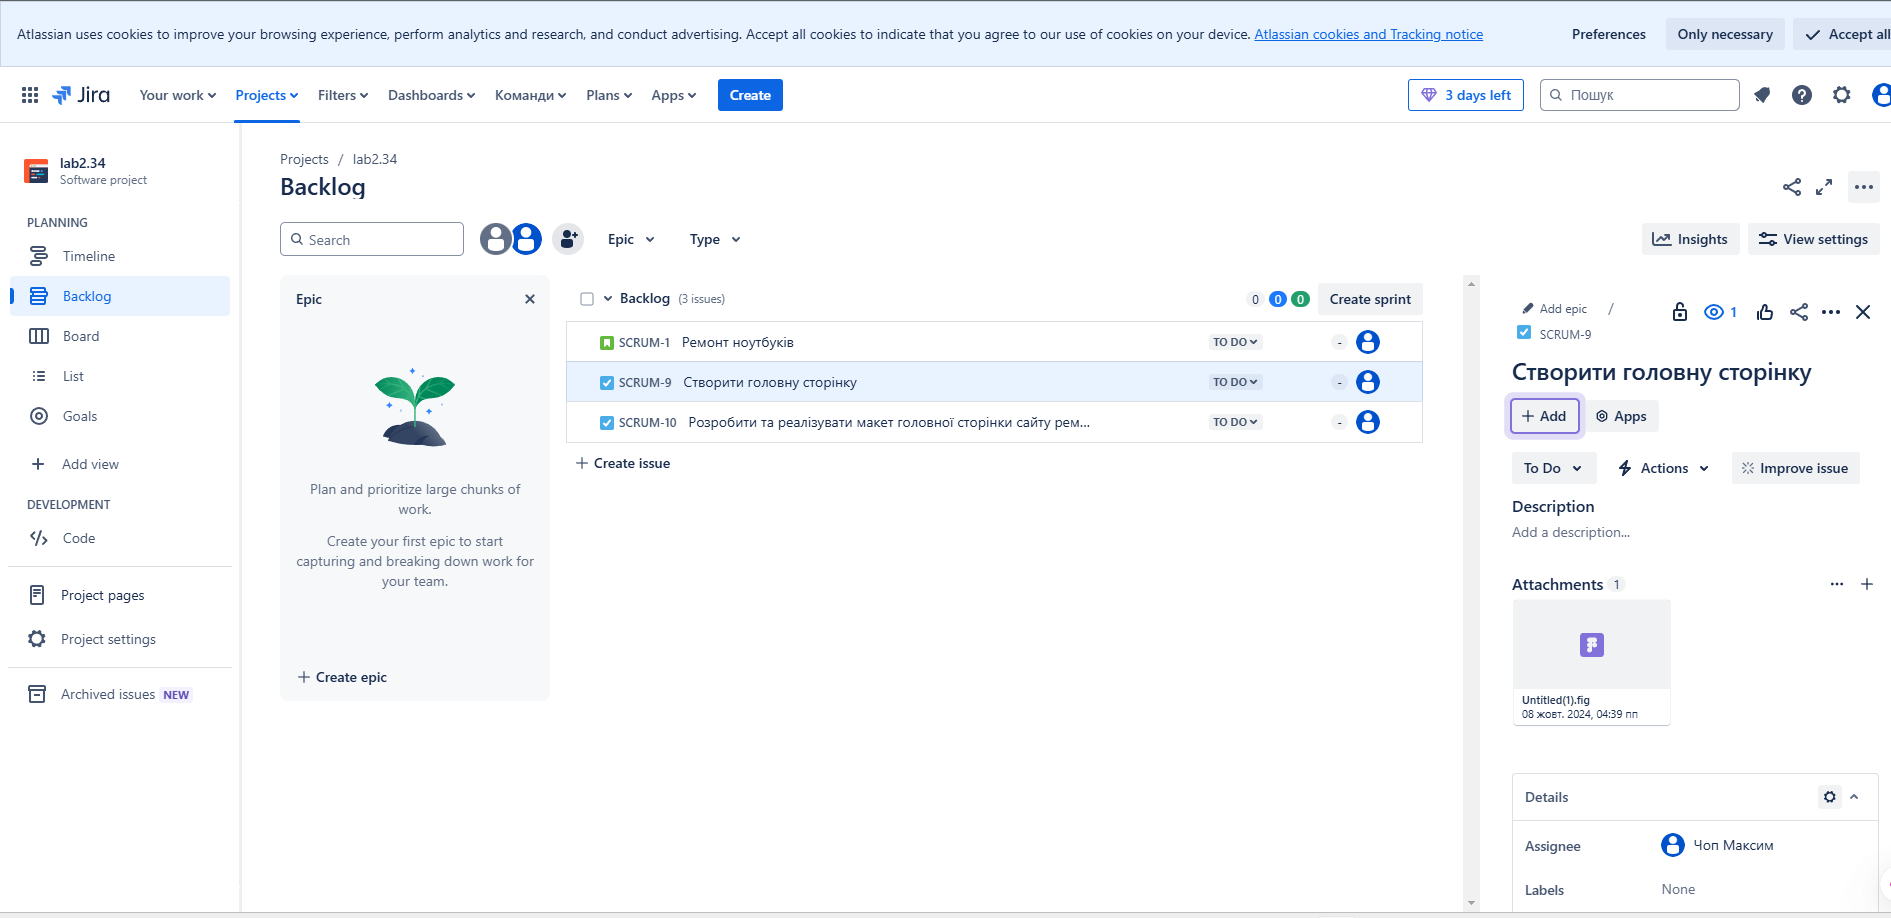 Atlassian uses cookies to improve your browsing experience, perform analytics and research, and conduct advertising. Accept all cookies to indicate that you agree to our use of cookies on your device. Atlassian cookies and Tracking notice
Preferences
Only necessary
Accept all
Jira
Your work
Projects
Filters
Dashboards
Команди
Plans
Apps
Create
3 days left
Пошук
lab2.34
Software project
PLANNING
Timeline
Backlog
Board
List
Goals
Add view
DEVELOPMENT
Code
Project pages
Project settings
Archived issues NEW
Projects / lab2.34
Backlog
Search
Epic
Type
Insights
View settings
Epic
Plan and prioritize large chunks of
work.
Create your first epic to start
capturing and breaking down work for
your team.
Create epic
Backlog (3 issues)
0 0 0
Create sprint
SCRUM-1 Ремонт ноутбуків TO DO -
SCRUM-9 Створити головну сторінку TO DO -
SCRUM-10 Розробити та реалізувати макет головної сторінки сайту рем... TO DO -
Create issue
Add epic /
SCRUM-9
1
Створити головну сторінку
Add
Apps
To Do
Actions
Improve issue
Description
Add a description...
Attachments 1
Untitled(1).fig
08 жовт. 2024, 04:39 пп
Details
Assignee Чоп Максим
Labels None